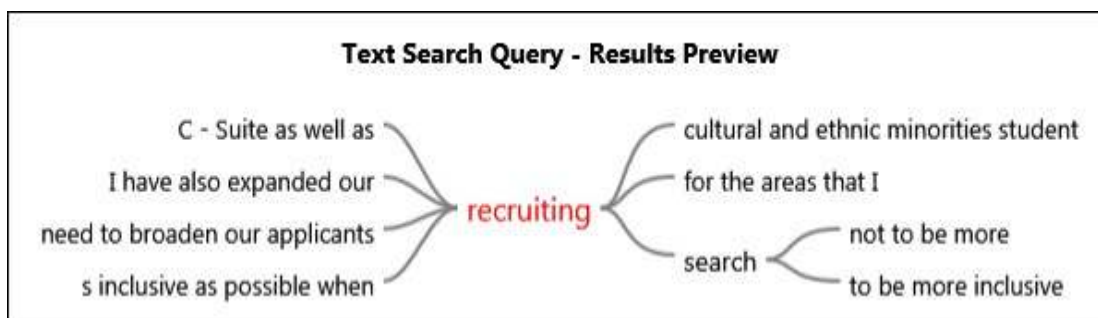 Text Search Query - Results Preview
C - Suite as well as
I have also expanded our
need to broaden our applicants
s inclusive as possible when
recruiting
cultural and ethnic minorities student
for the areas that I
search
not to be more
to be more inclusive